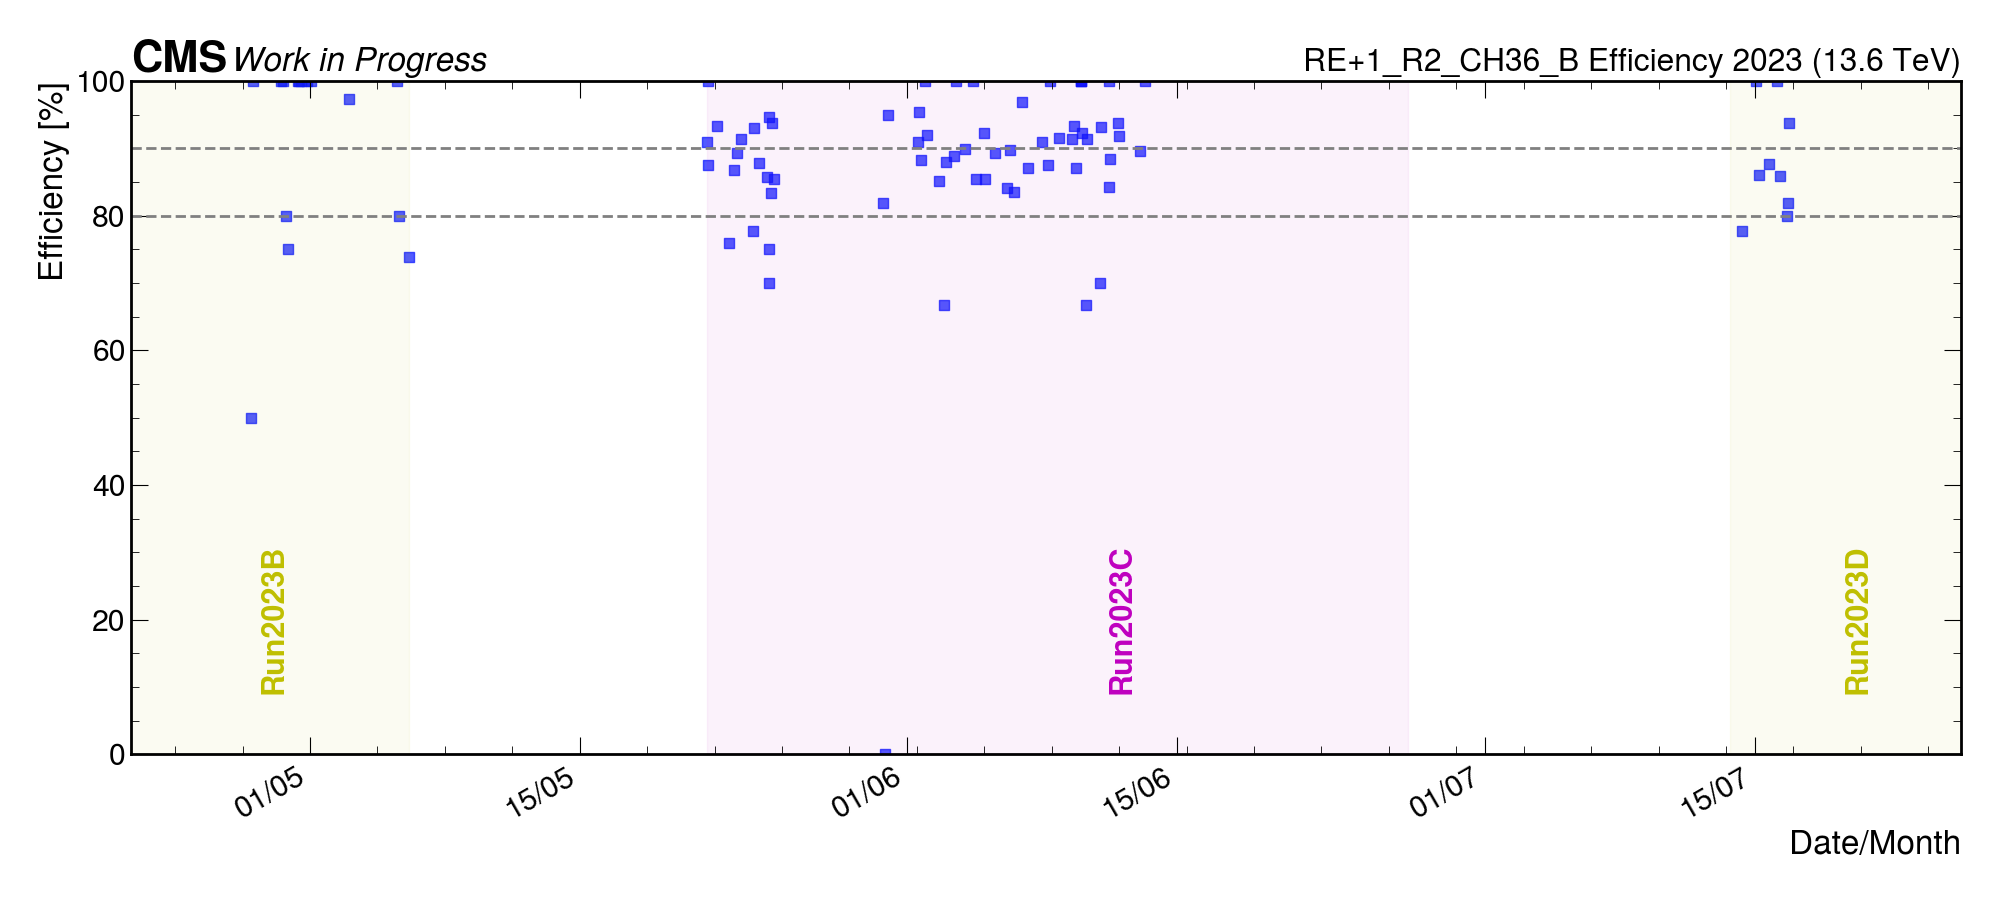 CMS Work in Progress
RE+1_R2_CH36_B Efficiency 2023 (13.6 TeV)
Efficiency [%]
100
80
60
40
20
0
Run2023B
Run2023C
Run2023D
01/05
15/05
01/06
15/06
01/07
15/07
Date/Month